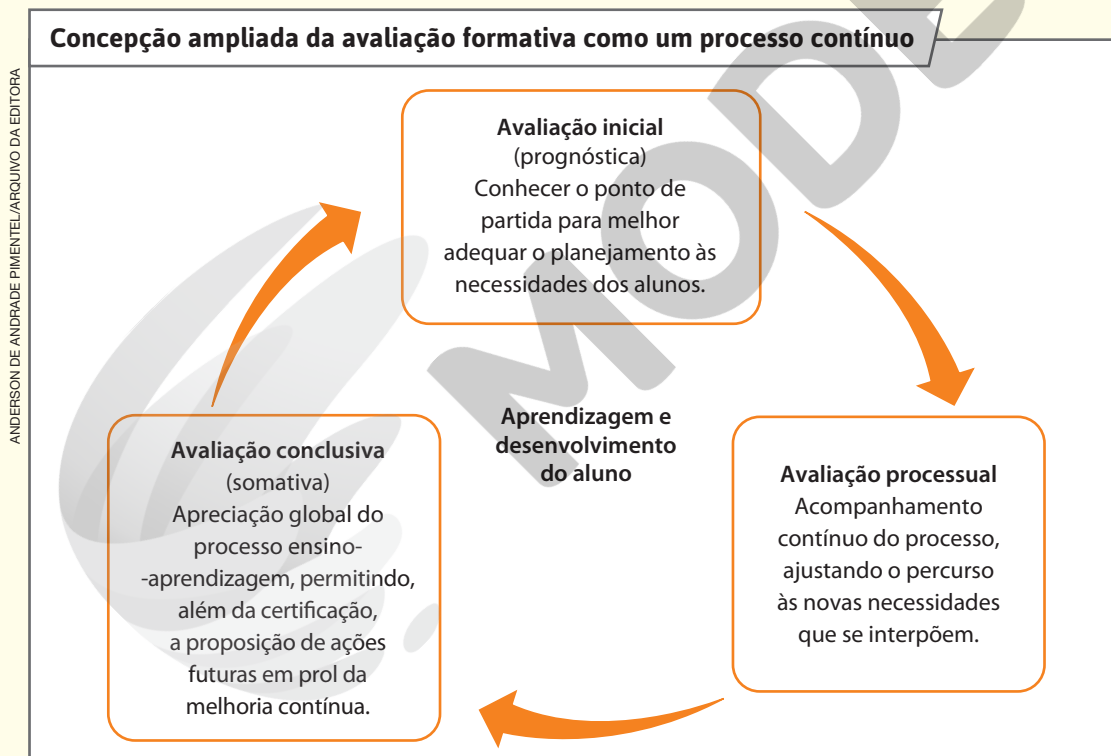 Concepção ampliada da avaliação formativa como um processo contínuo
ANDERSON DE ANDRADE PIMENTEL/ARQUIVO DA EDITORA
Avaliação inicial
(prognóstica)
Conhecer o ponto de
partida para melhor
adequar o planejamento às
necessidades dos alunos.
Aprendizagem e
desenvolvimento
do aluno
Avaliação processual
Acompanhamento
contínuo do processo,
ajustando o percurso
às novas necessidades
que se interpõem.
Avaliação conclusiva
(somativa)
Apreciação global do
processo ensino-
-aprendizagem, permitindo,
além da certificação,
a proposição de ações
futuras em prol da
melhoria contínua.
MODE